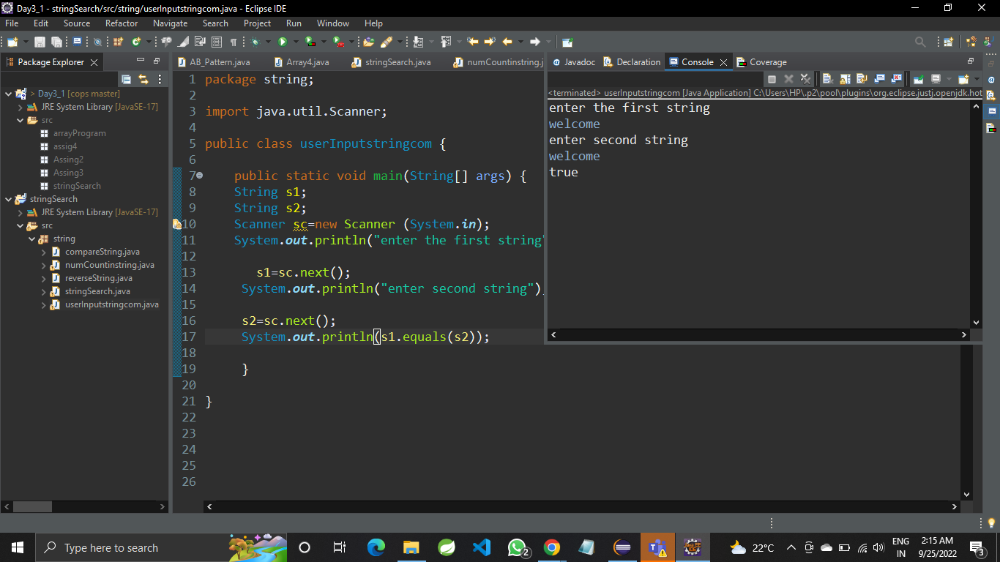 Day3_1 - stringSearch/src/string/userInputstringcom.java - Eclipse IDE
File Edit Source Refactor Navigate Search Project Run Window Help
Package Explorer
AB_Pattern.java Array4.java stringSearch.java numCountinstring.j
Javadoc Declaration Console Coverage
> Day3_1 [cops master]
JRE System Library [JavaSE-17]
src
arrayProgram
assig4
Assing2
Assing3
stringSearch
stringSearch
JRE System Library [JavaSE-17]
src
string
compareString.java
numCountinstring.java
reverseString.java
stringSearch.java
userInputstringcom.java
1 package string;
2
3 import java.util.Scanner;
4
5 public class userInputstringcom {
6
7 public static void main(String[] args) {
8 String s1;
9 String s2;
10 Scanner sc=new Scanner (System.in);
11 System.out.println("enter the first string"
12
13 s1=sc.next();
14 System.out.println("enter second string");
15
16 s2=sc.next();
17 System.out.println(s1.equals(s2));
18
19 }
20
21 }
22
23
24
25
26
<terminated> userInputstringcom [Java Application] C:\Users\HP\.p2\pool\plugins\org.eclipse.justj.openjdk.hot
enter the first string
welcome
enter second string
welcome
true
Type here to search
2
22°C
ENG
IN
2:15 AM
9/25/2022
3